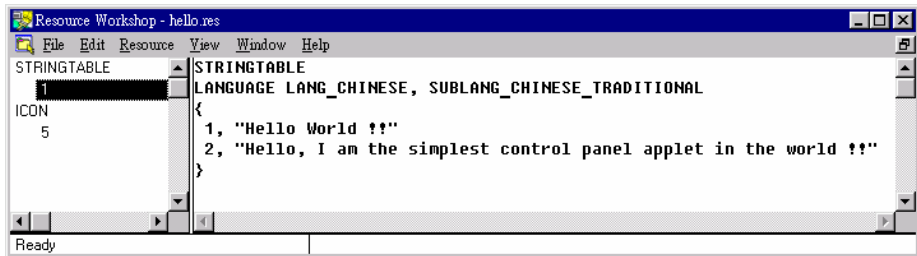 Resource Workshop - hello.res
File Edit Resource View Window Help
STRINGTABLE
1
ICON
5
STRINGTABLE
LANGUAGE LANG_CHINESE, SUBLANG_CHINESE_TRADITIONAL
{
1, "Hello World !!"
2, "Hello, I am the simplest control panel applet in the world !!"
}
Ready